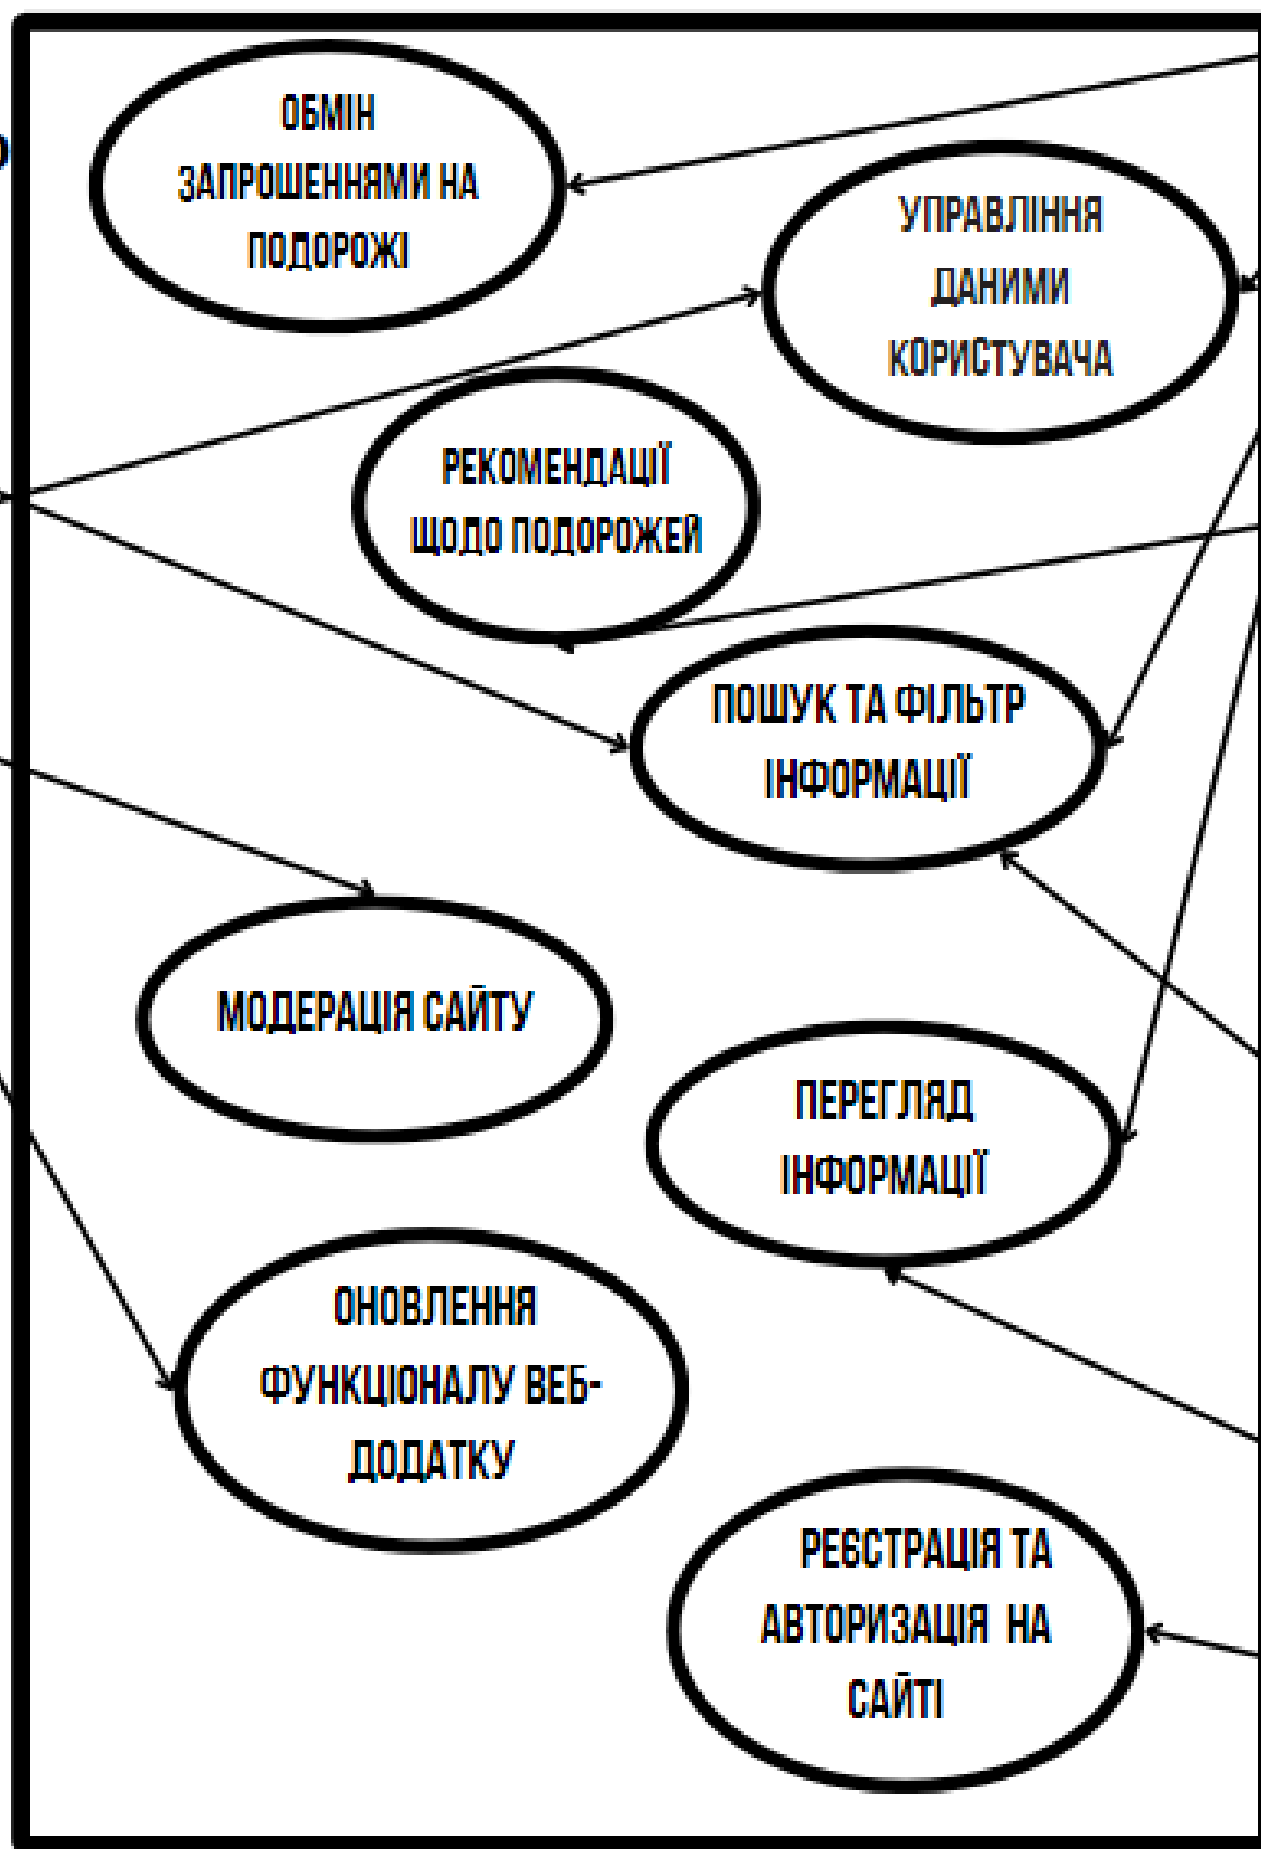 ОБМІН
ЗАПРОШЕННЯМИ НА
ПОДОРОЖІ
УПРАВЛІННЯ
ДАНИМИ
КОРИСТУВАЧА
РЕКОМЕНДАЦІЇ
ЩОДО ПОДОРОЖЕЙ
ПОШУК ТА ФІЛЬТР
ІНФОРМАЦІЇ
МОДЕРАЦІЯ САЙТУ
ПЕРЕГЛЯД
ІНФОРМАЦІЇ
ОНОВЛЕННЯ
ФУНКЦІОНАЛУ ВЕБ-
ДОДАТКУ
РЕЄСТРАЦІЯ ТА
АВТОРИЗАЦІЯ НА
САЙТІ